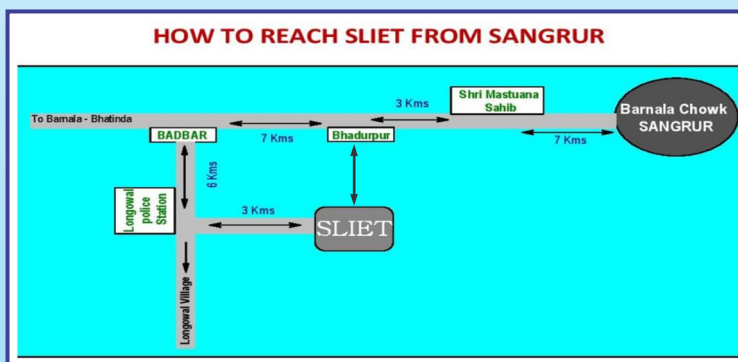 HOW TO REACH SLIET FROM SANGRUR
Shri Mastuana
Sahib
3 Kms
Barnala Chowk
SANGRUR
To Barnala - Bhatinda
BADBAR
7 Kms
Bhadurpur
7 Kms
6 Kms
Longowal
police
Station
3 Kms
SLIET
Longowal Village